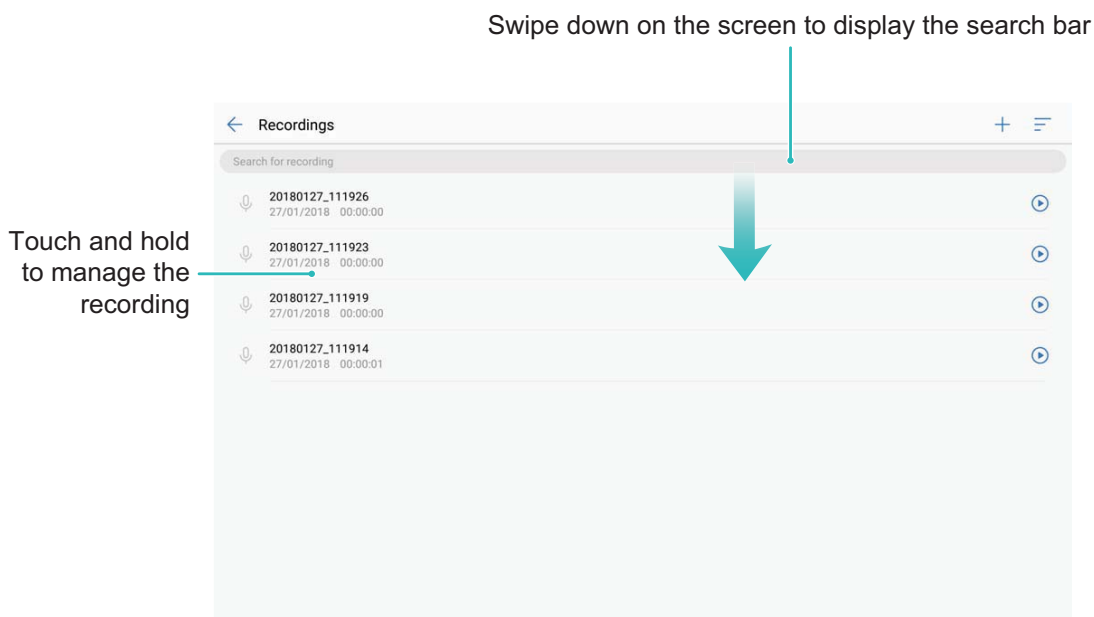 Swipe down on the screen to display the search bar
Recordings
Search for recording
20180127_111926
27/01/2018 00:00:00
20180127_111923
27/01/2018 00:00:00
Touch and hold
to manage the
recording
20180127_111919
27/01/2018 00:00:00
20180127_111914
27/01/2018 00:00:01